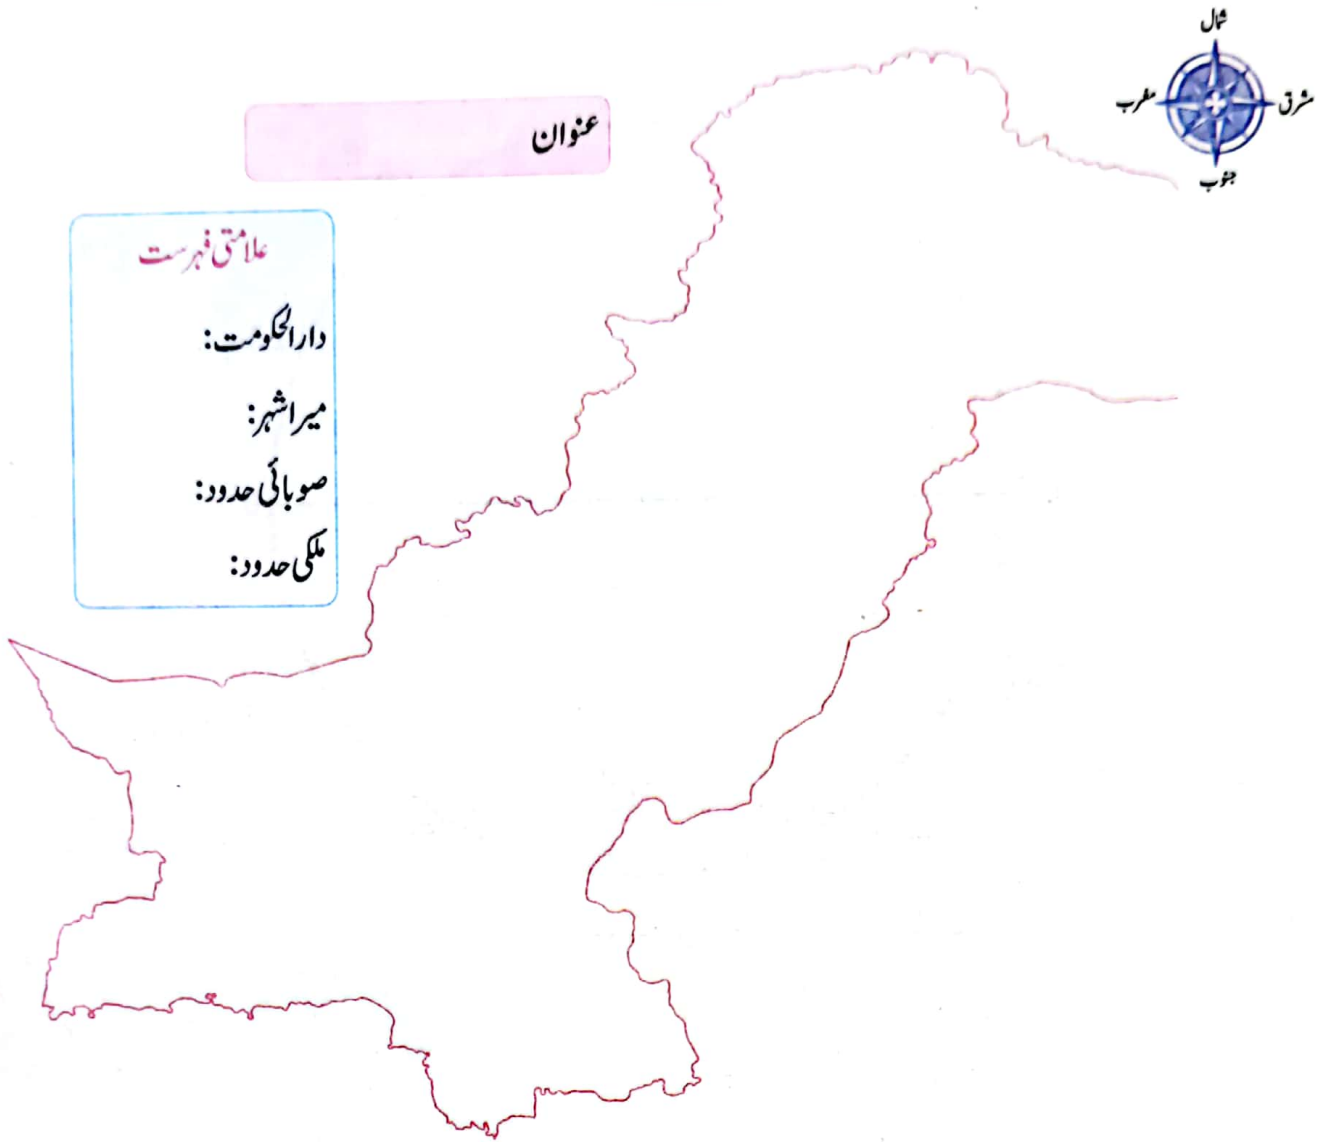 شمال
مغرب
مشرق
جنوب
عنوان
علامتی فہرست
دارالحکومت:
میرا شہر:
صوبائی حدود:
ملکی حدود: